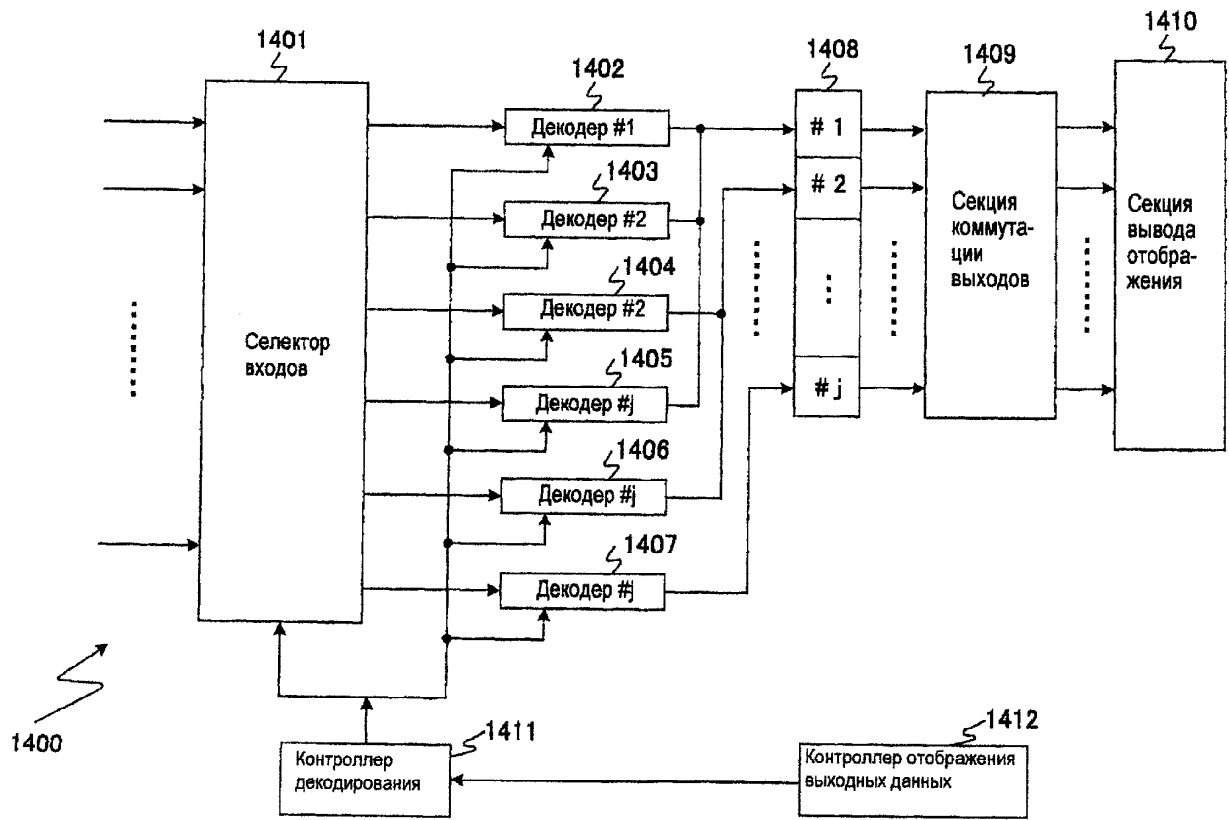 1401
1402
1408
1409
1410
Декодер #1
# 1
1403
Декодер #2
# 2
Секция
коммута-
ции
выходов
Секция
вывода
отобра-
жения
1404
Декодер #2
Селектор
входов
1405
Декодер #j
# j
1406
Декодер #j
1407
Декодер #j
1400
1411
Контроллер
декодирования
1412
Контроллер отображения
выходных данных